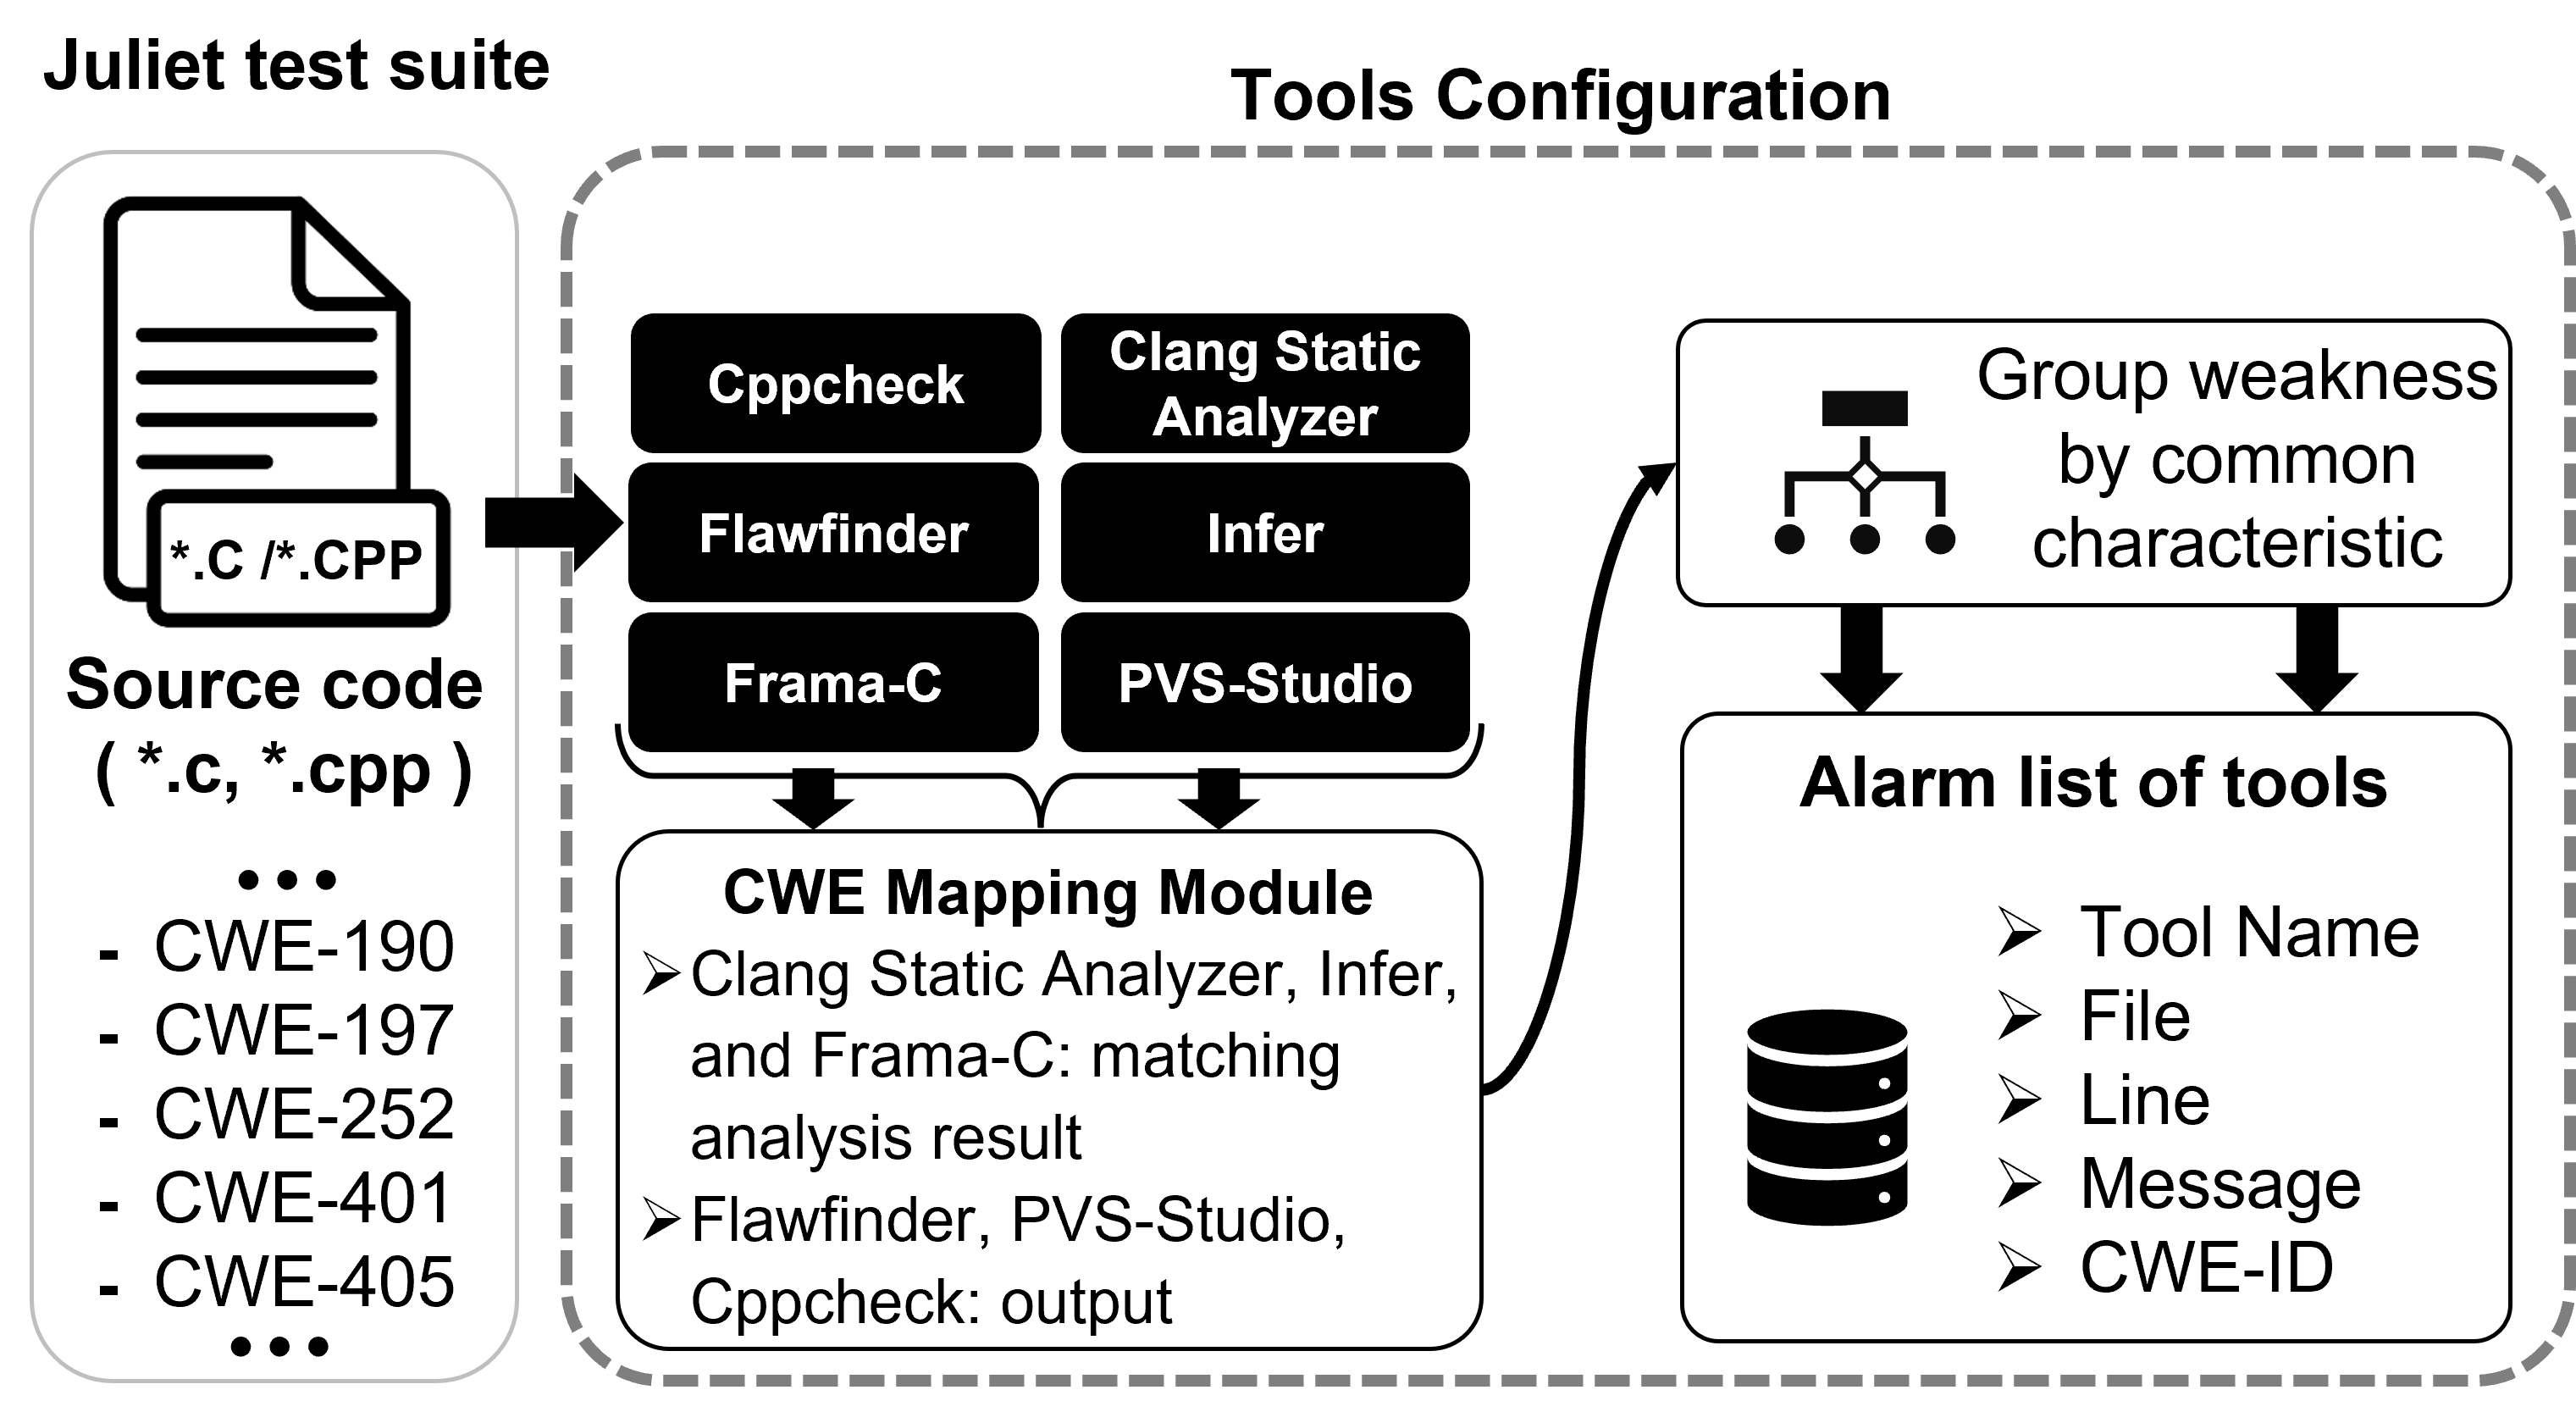 Juliet test suite
*.C /*.CPP
Source code
( *.c, *.cpp )
•••
- CWE-190
- CWE-197
- CWE-252
- CWE-401
- CWE-405
•••
Tools Configuration
Cppcheck
Clang Static
Analyzer
Flawfinder
Infer
Frama-C
PVS-Studio
CWE Mapping Module
➢ Clang Static Analyzer, Infer,
and Frama-C: matching
analysis result
➢ Flawfinder, PVS-Studio,
Cppcheck: output
Group weakness
by common
characteristic
Alarm list of tools
➢ Tool Name
➢ File
➢ Line
➢ Message
➢ CWE-ID